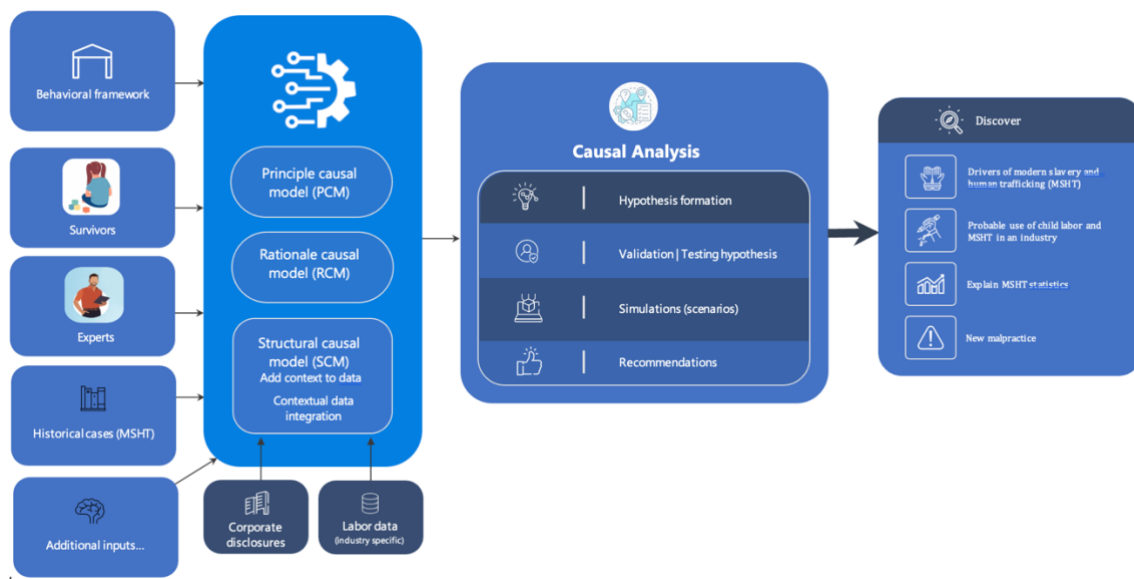 Behavioral framework
Survivors
Experts
Historical cases (MSHT)
Additional inputs...
Principle causal
model (PCM)
Rationale causal
model (RCM)
Structural causal
model (SCM)
Add context to data
Contextual data
integration
Corporate
disclosures
Labor data
(industry specific)
Causal Analysis
Hypothesis formation
Validation | Testing hypothesis
Simulations (scenarios)
Recommendations
Discover
Drivers of modern slavery and
human trafficking (MSHT)
Probable use of child labor and
MSHT in an industry
Explain MSHT statistics
New malpractice